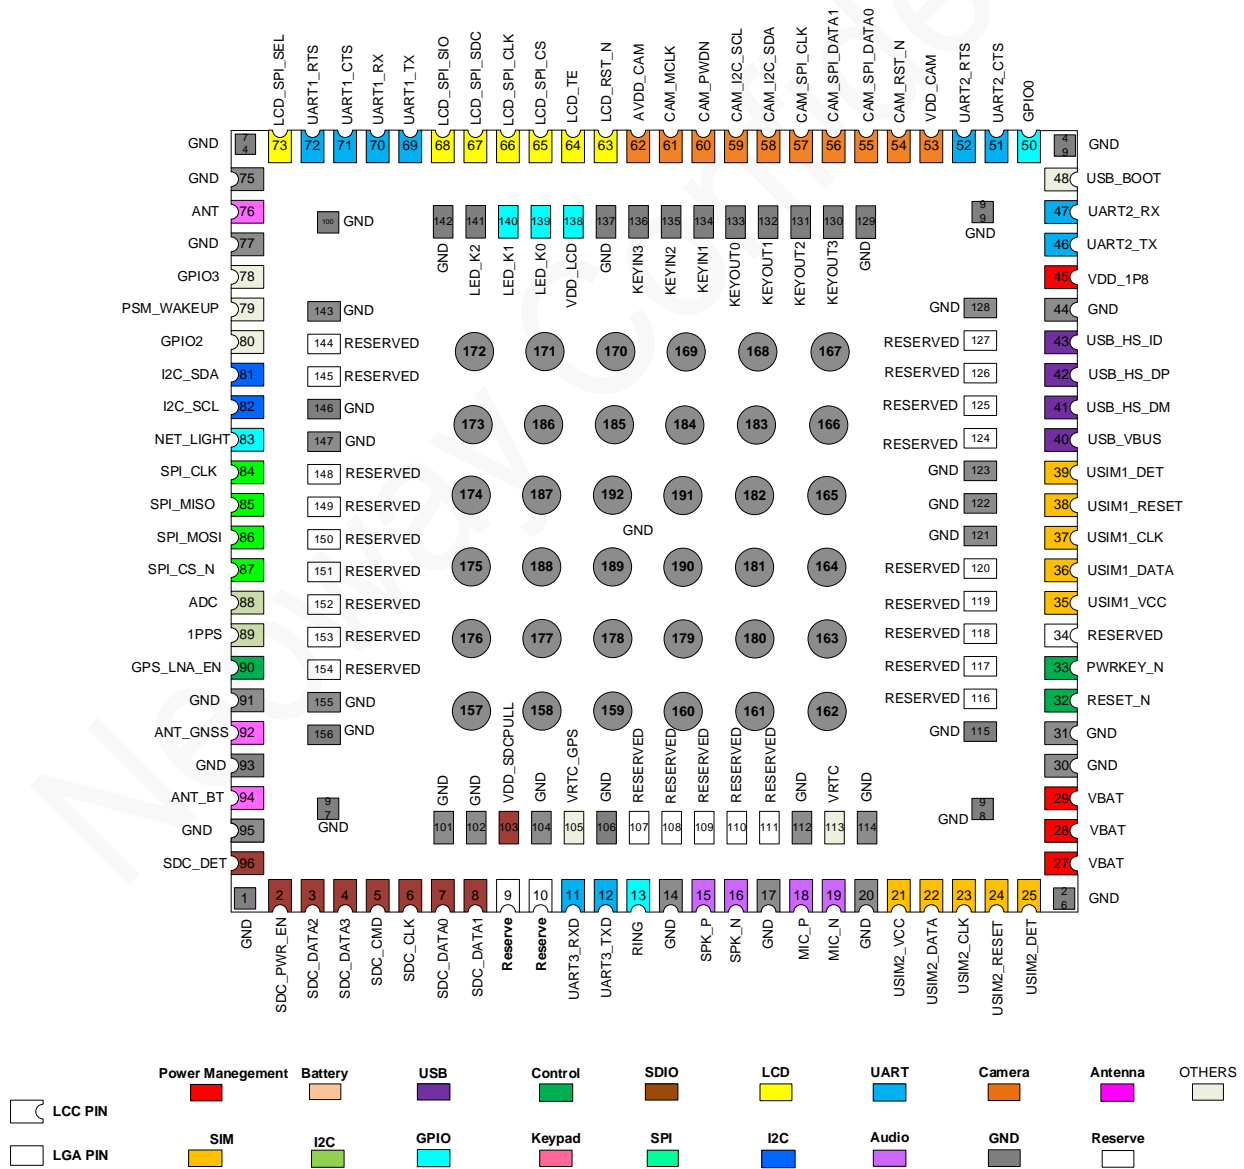 LCD_SPI_SEL
UART1_RTS
UART1_CTS
UART1_RX
UART1_TX
LCD_SPI_SIO
LCD_SPI_SDC
LCD_SPI_CLK
LCD_SPI_CS
LCD_TE
LCD_RST_N
AVDD_CAM
CAM_MCLK
CAM_PWDN
CAM_I2C_SCL
CAM_I2C_SDA
CAM_SPI_CLK
CAM_SPI_DATA1
CAM_SPI_DATA0
CAM_RST_N
VDD_CAM
UART2_RTS
UART2_CTS
GPIO0
GND 74 73 72 71 70 69 68 67 66 65 64 63 62 61 60 59 58 57 56 55 54 53 52 51 50 49 GND
GND 75
ANT 76
GND 77
GPIO3 78
PSM_WAKEUP 79
GPIO2 80
I2C_SDA 81
I2C_SCL 82
NET_LIGHT 83
SPI_CLK 84
SPI_MISO 85
SPI_MOSI 86
SPI_CS_N 87
ADC 88
1PPS 89
GPS_LNA_EN 90
GND 91
ANT_GNSS 92
GND 93
ANT_BT 94
GND 95
SDC_DET 96
100 GND
143 GND
144 RESERVED
145 RESERVED
146 GND
147 GND
148 RESERVED
149 RESERVED
150 RESERVED
151 RESERVED
152 RESERVED
153 RESERVED
154 RESERVED
155 GND
156 GND
97
GND
142 141 140 139 138 137 136 135 134 133 132 131 130 129
GND
LED_K2
LED_K1
LED_K0
VDD_LCD
GND
KEYIN3
KEYIN2
KEYIN1
KEYOUT0
KEYOUT1
KEYOUT2
KEYOUT3
GND
172 171 170 169 168 167
173 186 185 184 183 166
174 187 192 191 182 165
GND
175 188 189 190 181 164
176 177 178 179 180 163
157 158 159 160 161 162
GND
GND
VDD_SDCPULL
GND
VRTC_GPS
GND
RESERVED
RESERVED
RESERVED
RESERVED
RESERVED
GND
VRTC
GND
101 102 103 104 105 106 107 108 109 110 111 112 113 114
99
GND
GND 128
RESERVED 127
RESERVED 126
RESERVED 125
RESERVED 124
GND 123
GND 122
GND 121
RESERVED 120
RESERVED 119
RESERVED 118
RESERVED 117
RESERVED 116
GND 115
98
GND
48 USB_BOOT
47 UART2_RX
46 UART2_TX
45 VDD_1P8
44 GND
43 USB_HS_ID
42 USB_HS_DP
41 USB_HS_DM
40 USB_VBUS
39 USIM1_DET
38 USIM1_RESET
37 USIM1_CLK
36 USIM1_DATA
35 USIM1_VCC
34 RESERVED
33 PWRKEY_N
32 RESET_N
31 GND
30 GND
29 VBAT
28 VBAT
27 VBAT
1 2 3 4 5 6 7 8 9 10 11 12 13 14 15 16 17 18 19 20 21 22 23 24 25 26 GND
GND
SDC_PWR_EN
SDC_DATA2
SDC_DATA3
SDC_CMD
SDC_CLK
SDC_DATA0
SDC_DATA1
Reserve
Reserve
UART3_RXD
UART3_TXD
RING
GND
SPK_P
SPK_N
GND
MIC_P
MIC_N
GND
USIM2_VCC
USIM2_DATA
USIM2_CLK
USIM2_RESET
USIM2_DET
Power Manegement Battery USB Control SDIO LCD UART Camera Antenna OTHERS
LCC PIN
SIM I2C GPIO Keypad SPI I2C Audio GND Reserve
LGA PIN